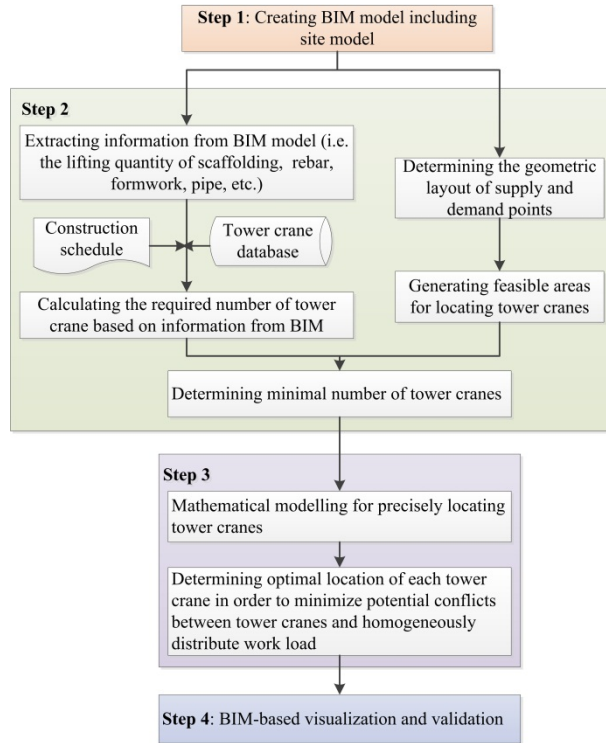 Step 1: Creating BIM model including
site model
Step 2
Extracting information from BIM model (i.e.
the lifting quantity of scaffolding, rebar,
formwork, pipe, etc.)
Determining the geometric
layout of supply and
demand points
Construction
schedule
Tower crane
database
Generating feasible areas
for locating tower cranes
Calculating the required number of tower
crane based on information from BIM
Determining minimal number of tower cranes
Step 3
Mathematical modelling for precisely locating
tower cranes
Determining optimal location of each tower
crane in order to minimize potential conflicts
between tower cranes and homogeneously
distribute work load
Step 4: BIM-based visualization and validation